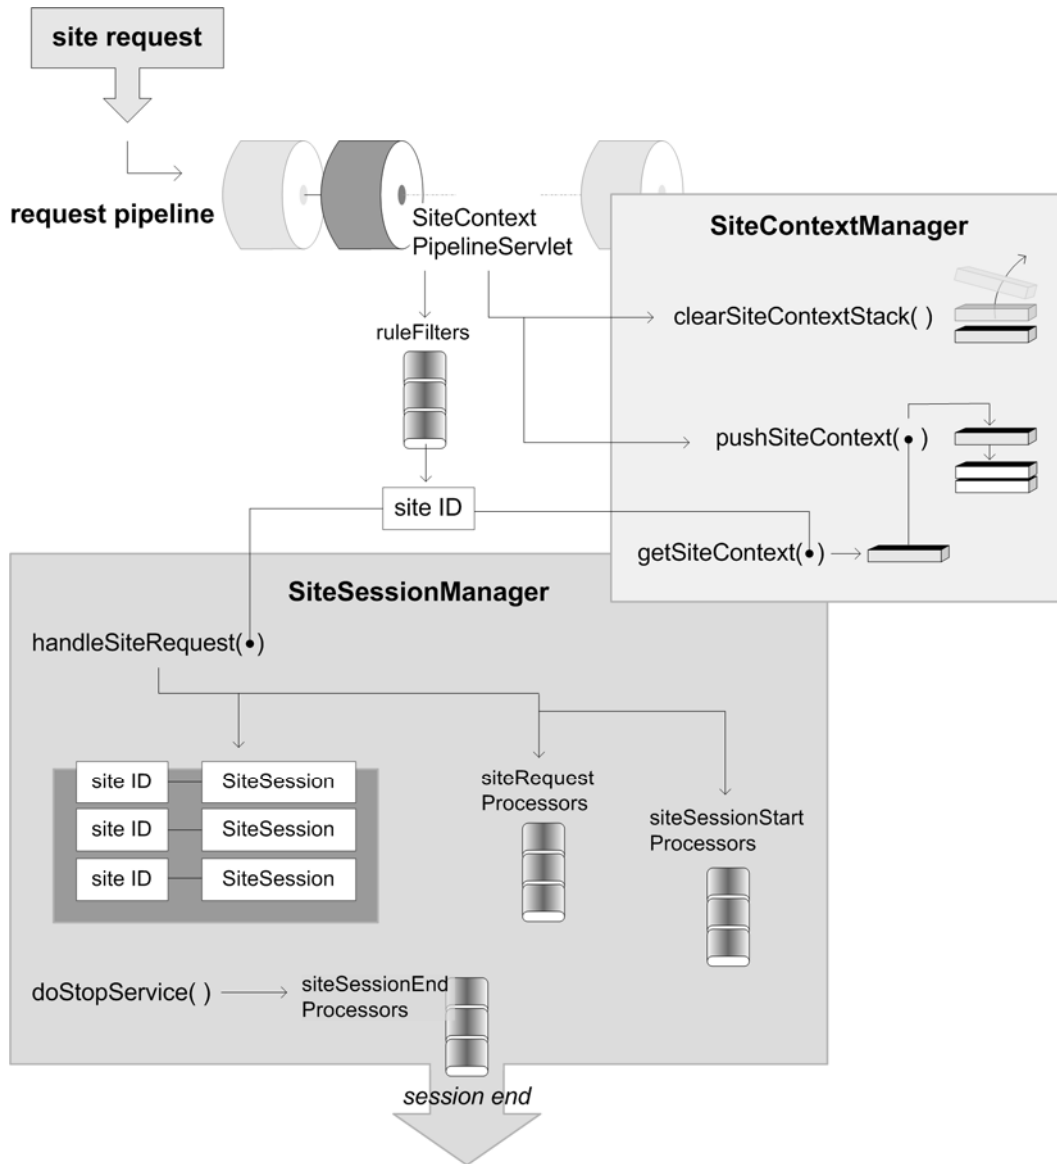 site request
request pipeline
SiteContext
PipelineServlet
SiteContextManager
clearSiteContextStack( )
ruleFilters
pushSiteContext( )
site ID
getSiteContext( )
SiteSessionManager
handleSiteRequest( )
site ID
SiteSession
site ID
SiteSession
site ID
SiteSession
siteRequest
Processors
siteSessionStart
Processors
doStopService( )
siteSessionEnd
Processors
session end